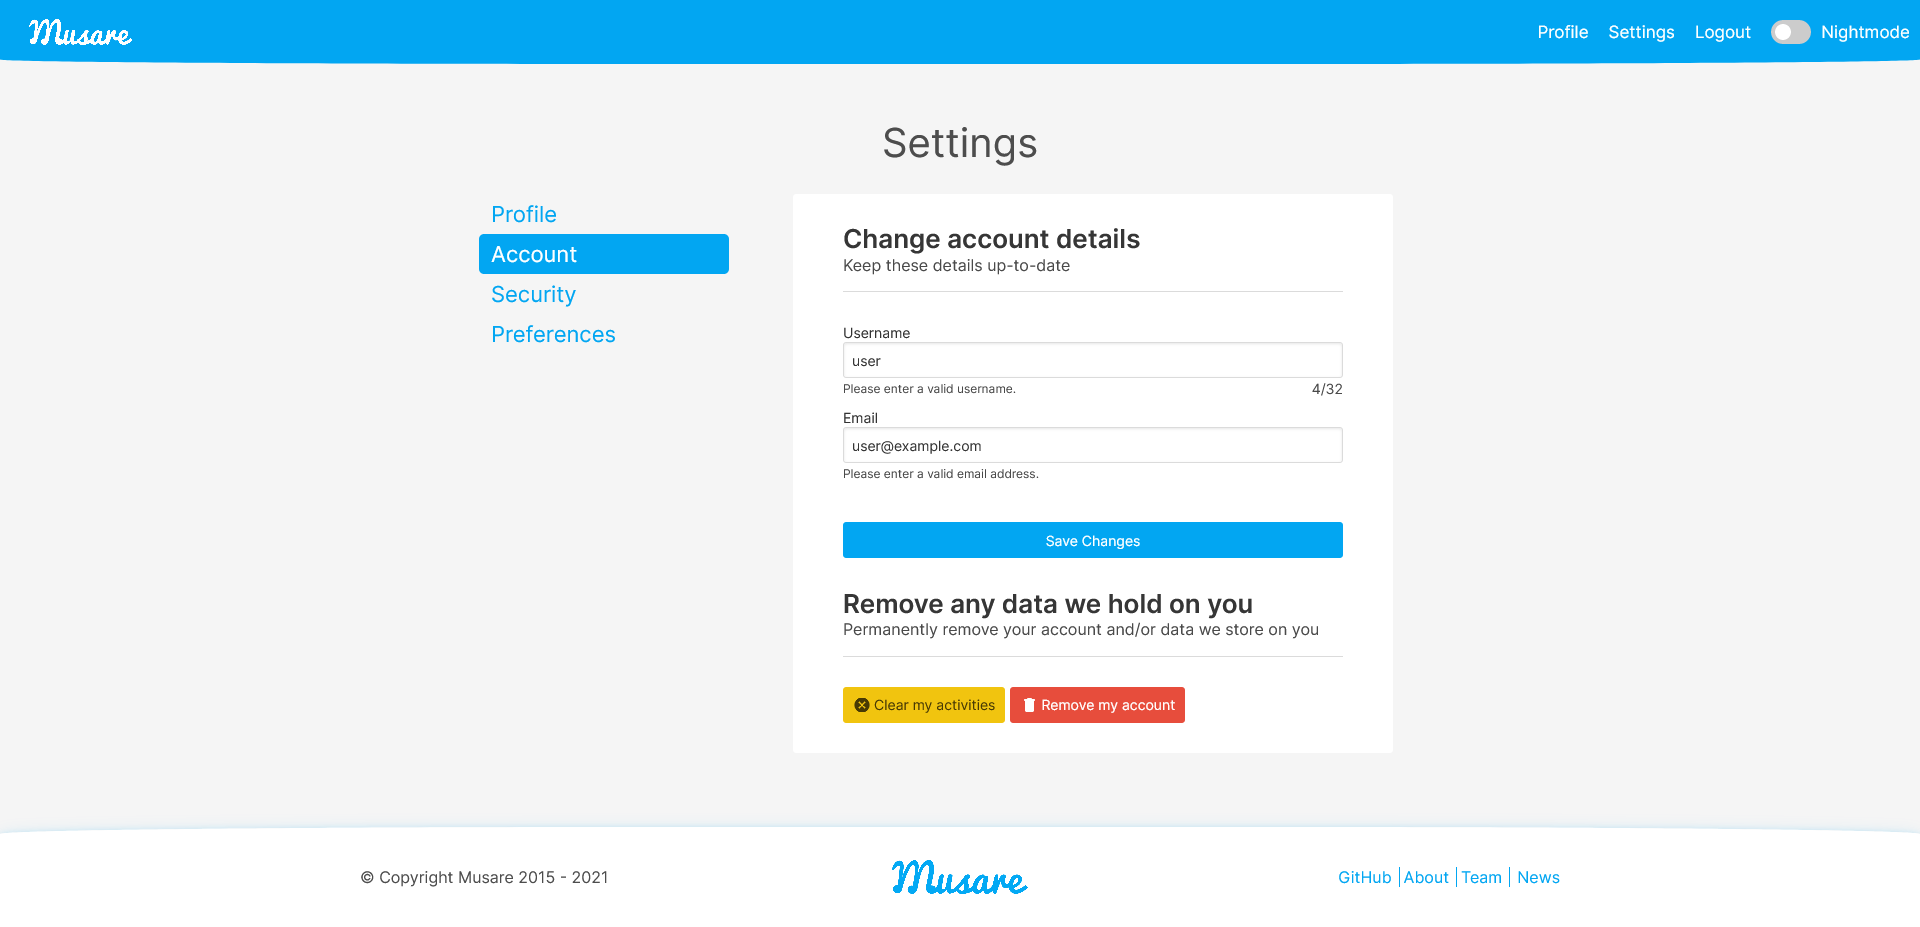 Musare
Profile Settings Logout Nightmode
Settings
Profile
Account
Security
Preferences
Change account details
Keep these details up-to-date
Username
user
Please enter a valid username. 4/32
Email
user@example.com
Please enter a valid email address.
Save Changes
Remove any data we hold on you
Permanently remove your account and/or data we store on you
Clear my activities Remove my account
© Copyright Musare 2015 - 2021
Musare
GitHub | About | Team | News